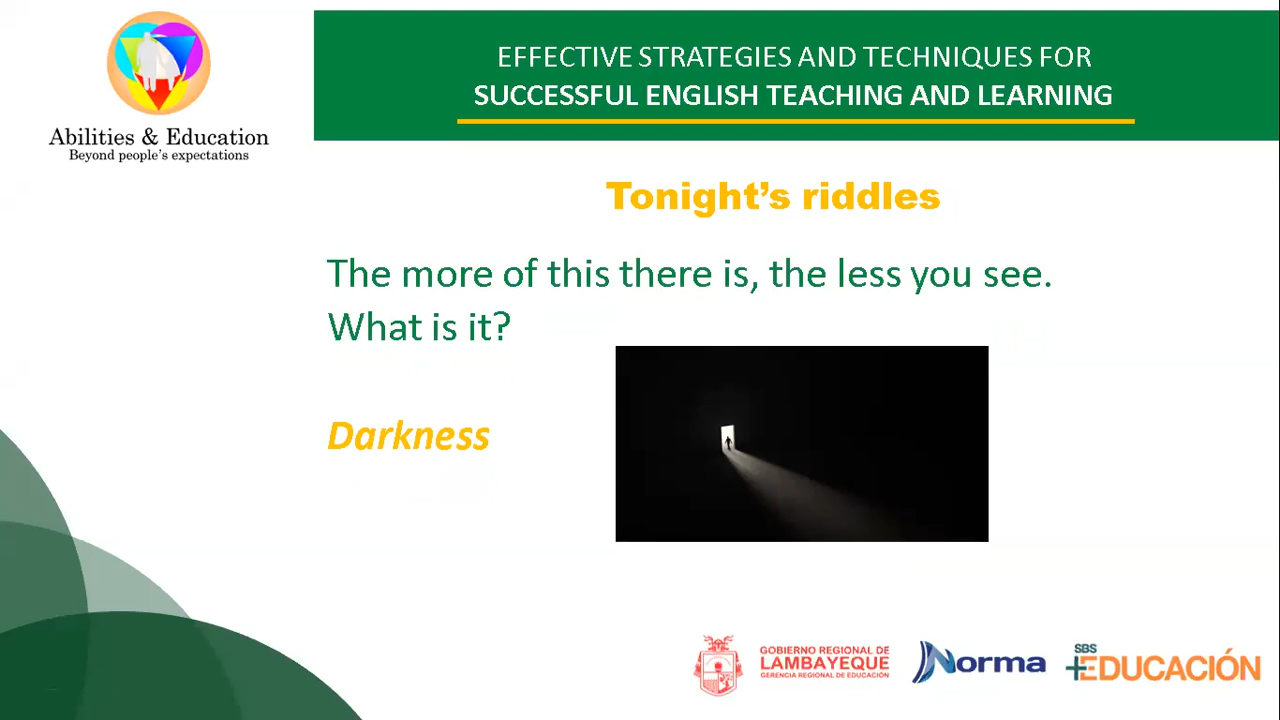 EFFECTIVE STRATEGIES AND TECHNIQUES FOR
SUCCESSFUL ENGLISH TEACHING AND LEARNING
Abilities & Education
Beyond people's expectations
Tonight's riddles
The more of this there is, the less you see.
What is it?
Darkness
GOBIERNO REGIONAL DE
LAMBAYEQUE
GERENCIA REGIONAL DE EDUCACIÓN
Norma
SBS
EDUCACIÓN